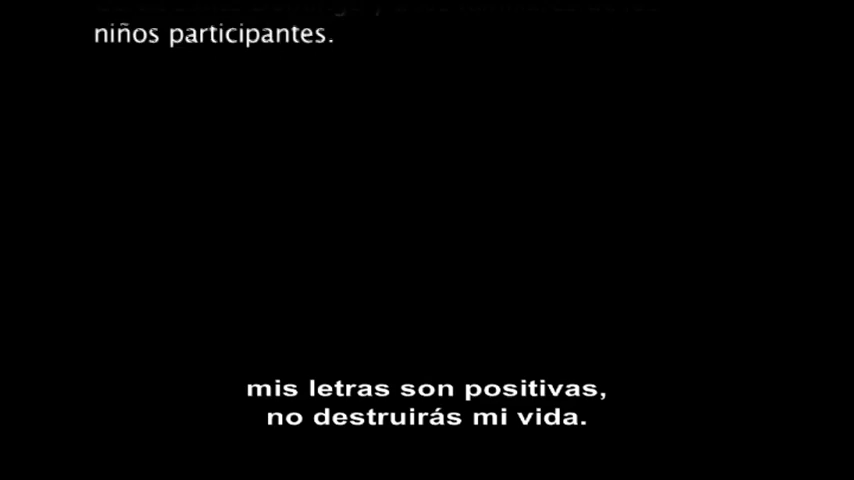 niños participantes.
mis letras son positivas,
no destruirás mi vida.